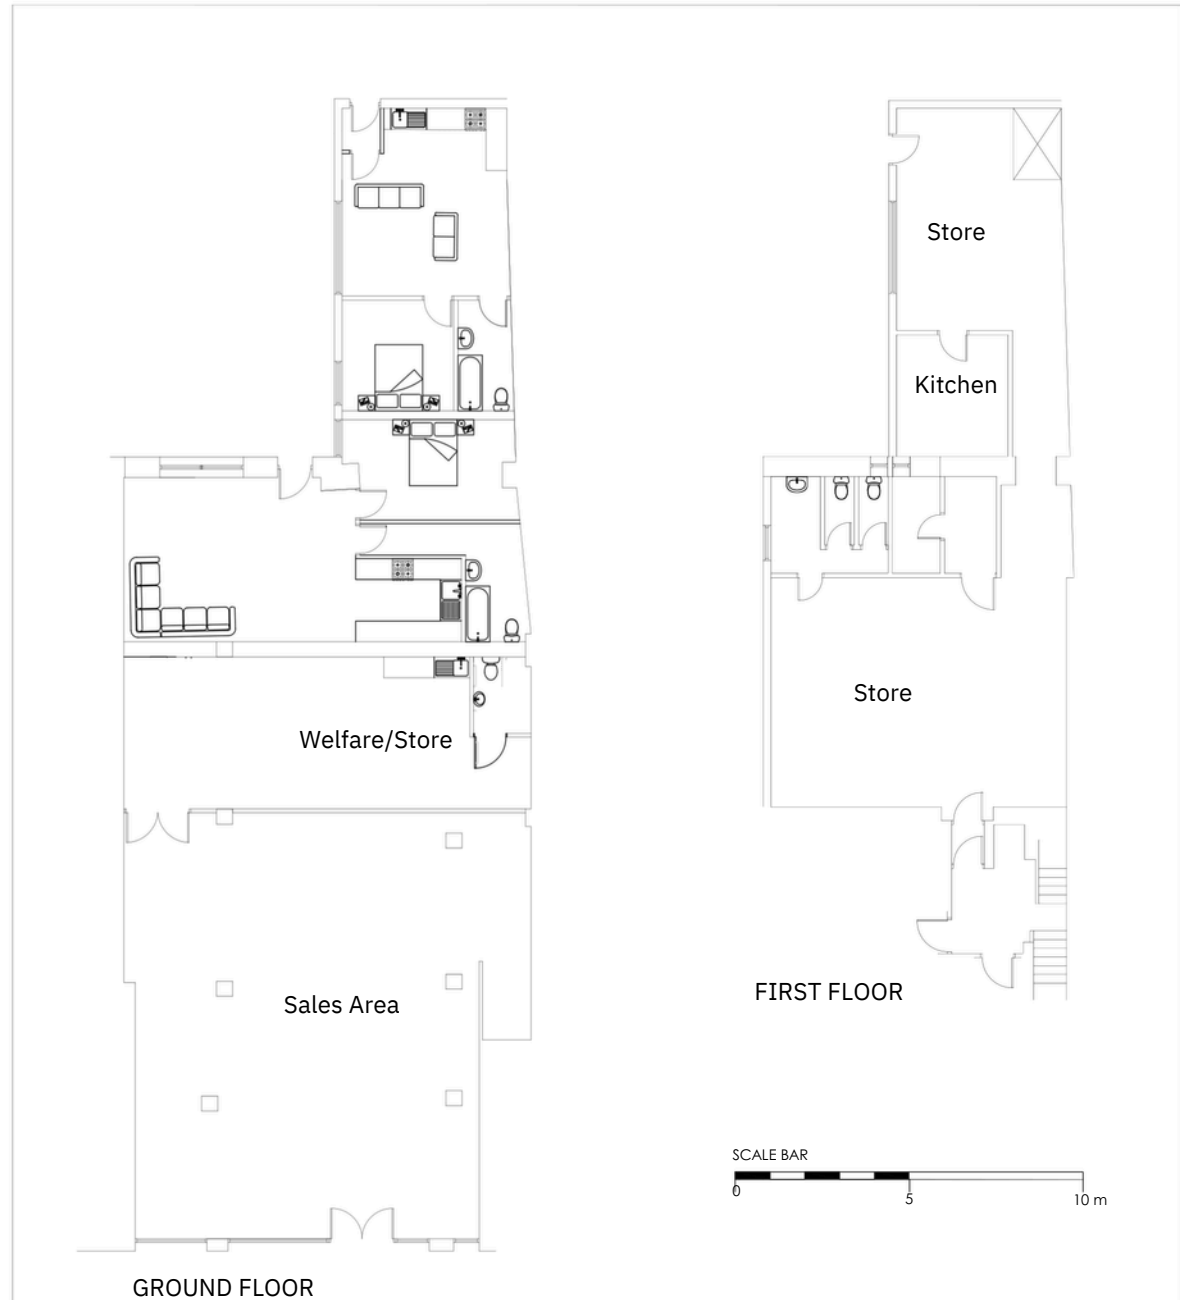 Store
Kitchen
Store
Welfare/Store
Sales Area
FIRST FLOOR
SCALE BAR
0
5
10 m
GROUND FLOOR